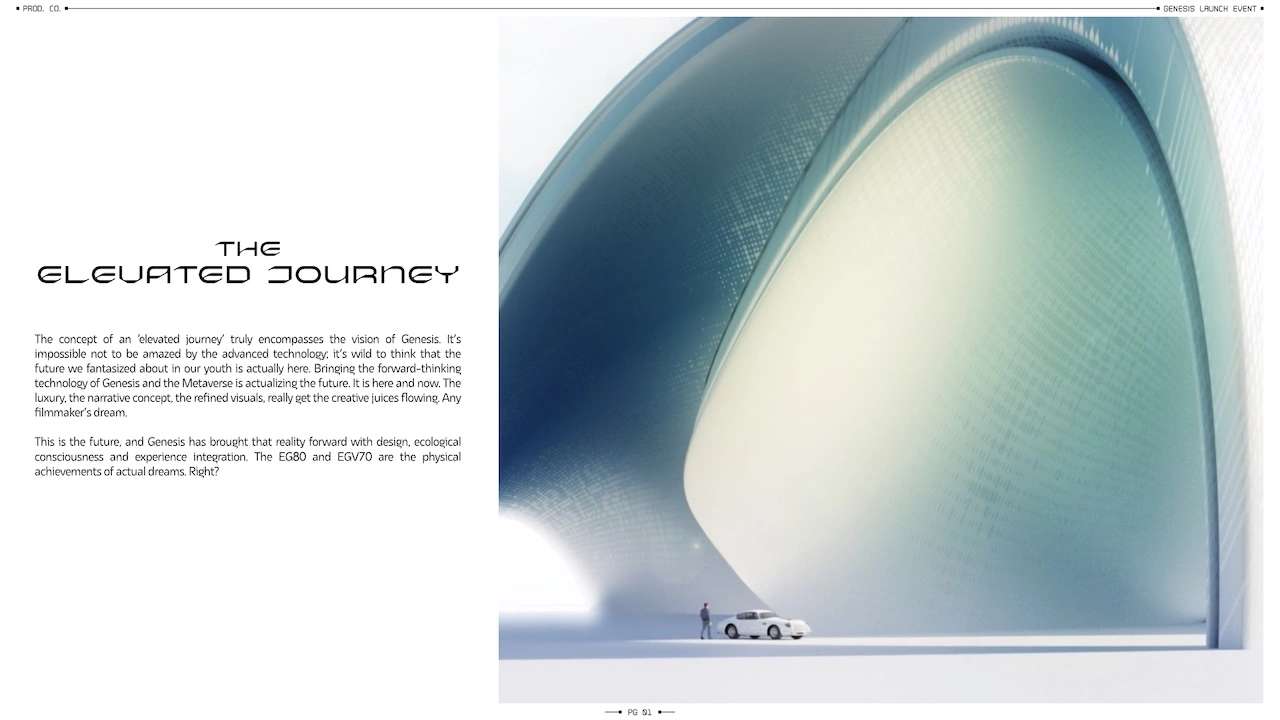 PROD. CO.
GENESIS LAUNCH EVENT
THE
ELEVATED JOURNEY
The concept of an ‘elevated journey’ truly encompasses the vision of Genesis. It’s
impossible not to be amazed by the advanced technology; it’s wild to think that the
future we fantasized about in our youth is actually here. Bringing the forward-thinking
technology of Genesis and the Metaverse is actualizing the future. It is here and now. The
luxury, the narrative concept, the refined visuals, really get the creative juices flowing. Any
filmmaker’s dream.
This is the future, and Genesis has brought that reality forward with design, ecological
consciousness and experience integration. The EG80 and EGV70 are the physical
achievements of actual dreams. Right?
PG 01